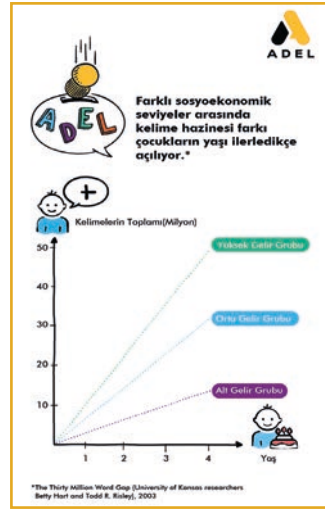 ADEL
ADEL
Farklı sosyoekonomik
seviyeler arasında
kelime hazinesi farkı
çocukların yaşı ilerledikçe
açılıyor.*
+
Kelimelerin Toplamı(Milyon)
50
Yüksek Gelir Grubu
40
30
Orta Gelir Grubu
20
Alt Gelir Grubu
10
1 2 3 4 Yaş
*The Thirty Million Word Gap (University of Kansas researchers
Betty Hart and Todd R. Risley), 2003